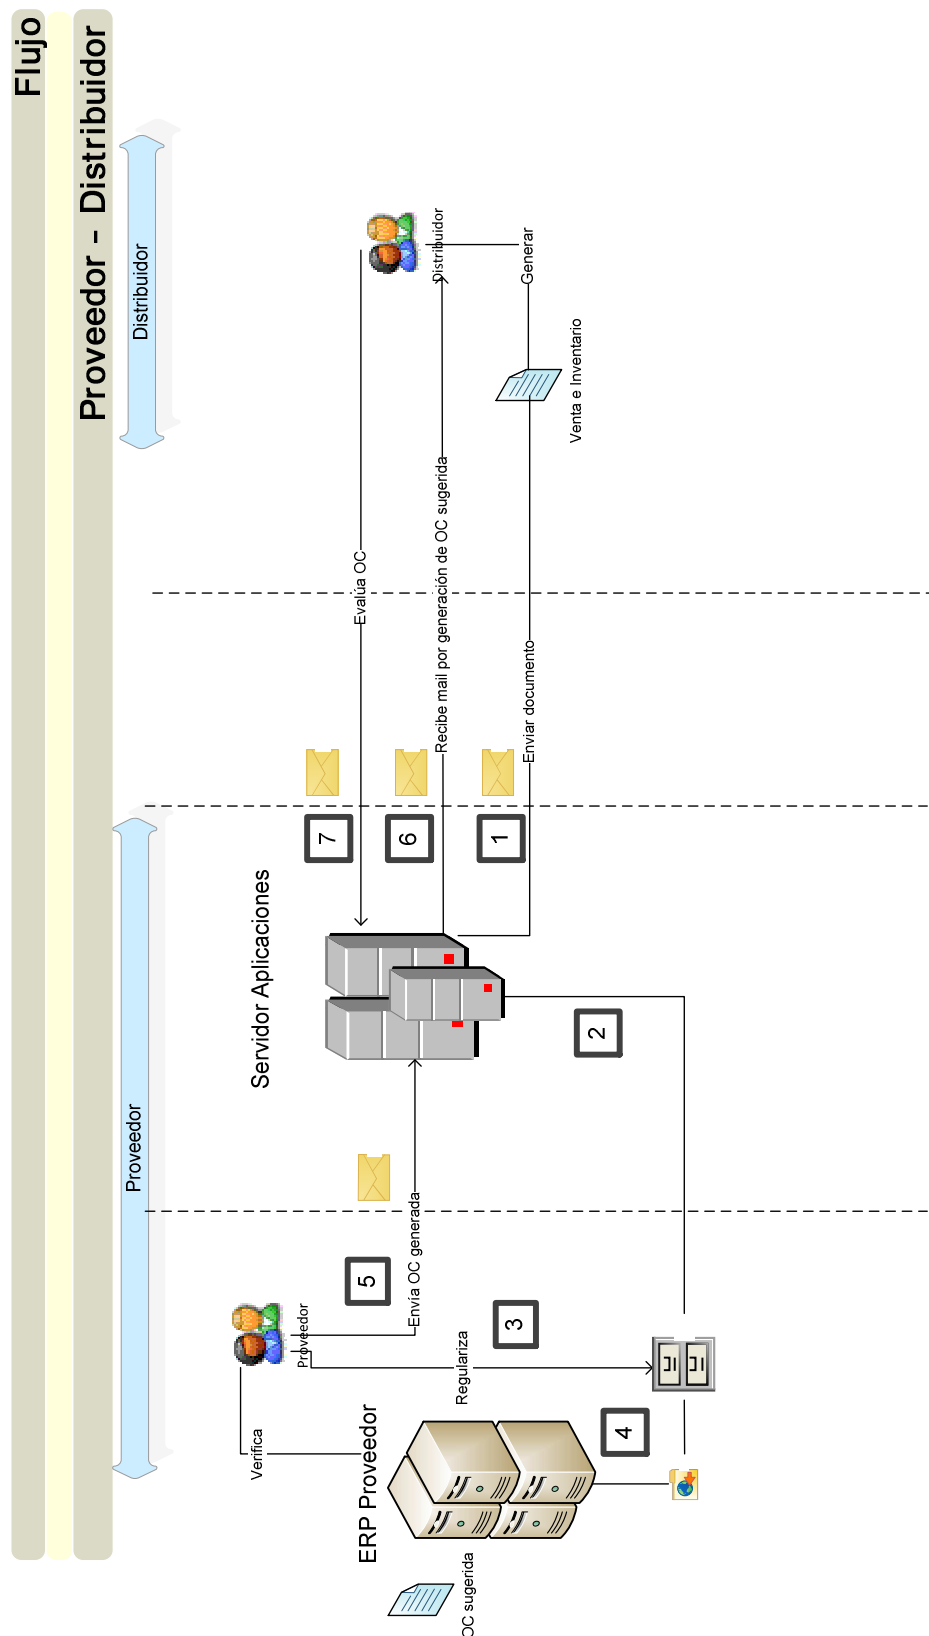 Flujo
Proveedor - Distribuidor
Proveedor
Distribuidor
Servidor Aplicaciones
Proveedor
Verifica
ERP Proveedor
OC sugerida
5
Envía OC generada
3
Regulariza
4
2
7
Evalúa OC
6
Recibe mail por generación de OC sugerida
1
Enviar documento
Distribuidor
Generar
Venta e Inventario